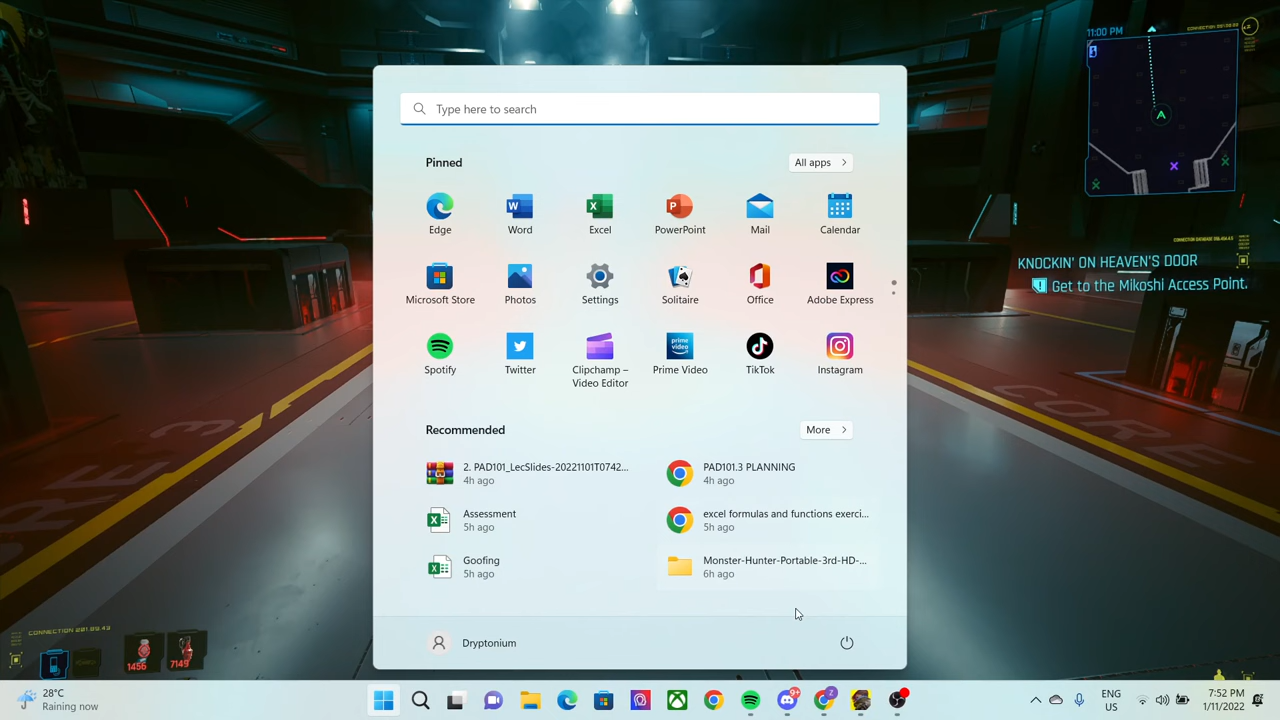 11:00 PM
Type here to search
Pinned
All apps
Edge
Word
Excel
PowerPoint
Mail
Calendar
KNOCKIN' ON HEAVEN'S DOOR
Get to the Mikoshi Access Point.
Microsoft Store
Photos
Settings
Solitaire
Office
Adobe Express
Spotify
Twitter
Clipchamp –
Video Editor
Prime Video
TikTok
Instagram
Recommended
More
2. PAD101_LecSlides-20221101T0742...
4h ago
PAD101.3 PLANNING
4h ago
Assessment
5h ago
excel formulas and functions exerci...
5h ago
Goofing
5h ago
Monster-Hunter-Portable-3rd-HD-...
6h ago
1456
7149
CORE
Dryptonium
28°C
Raining now
9+
ENG
US
7:52 PM
1/11/2022